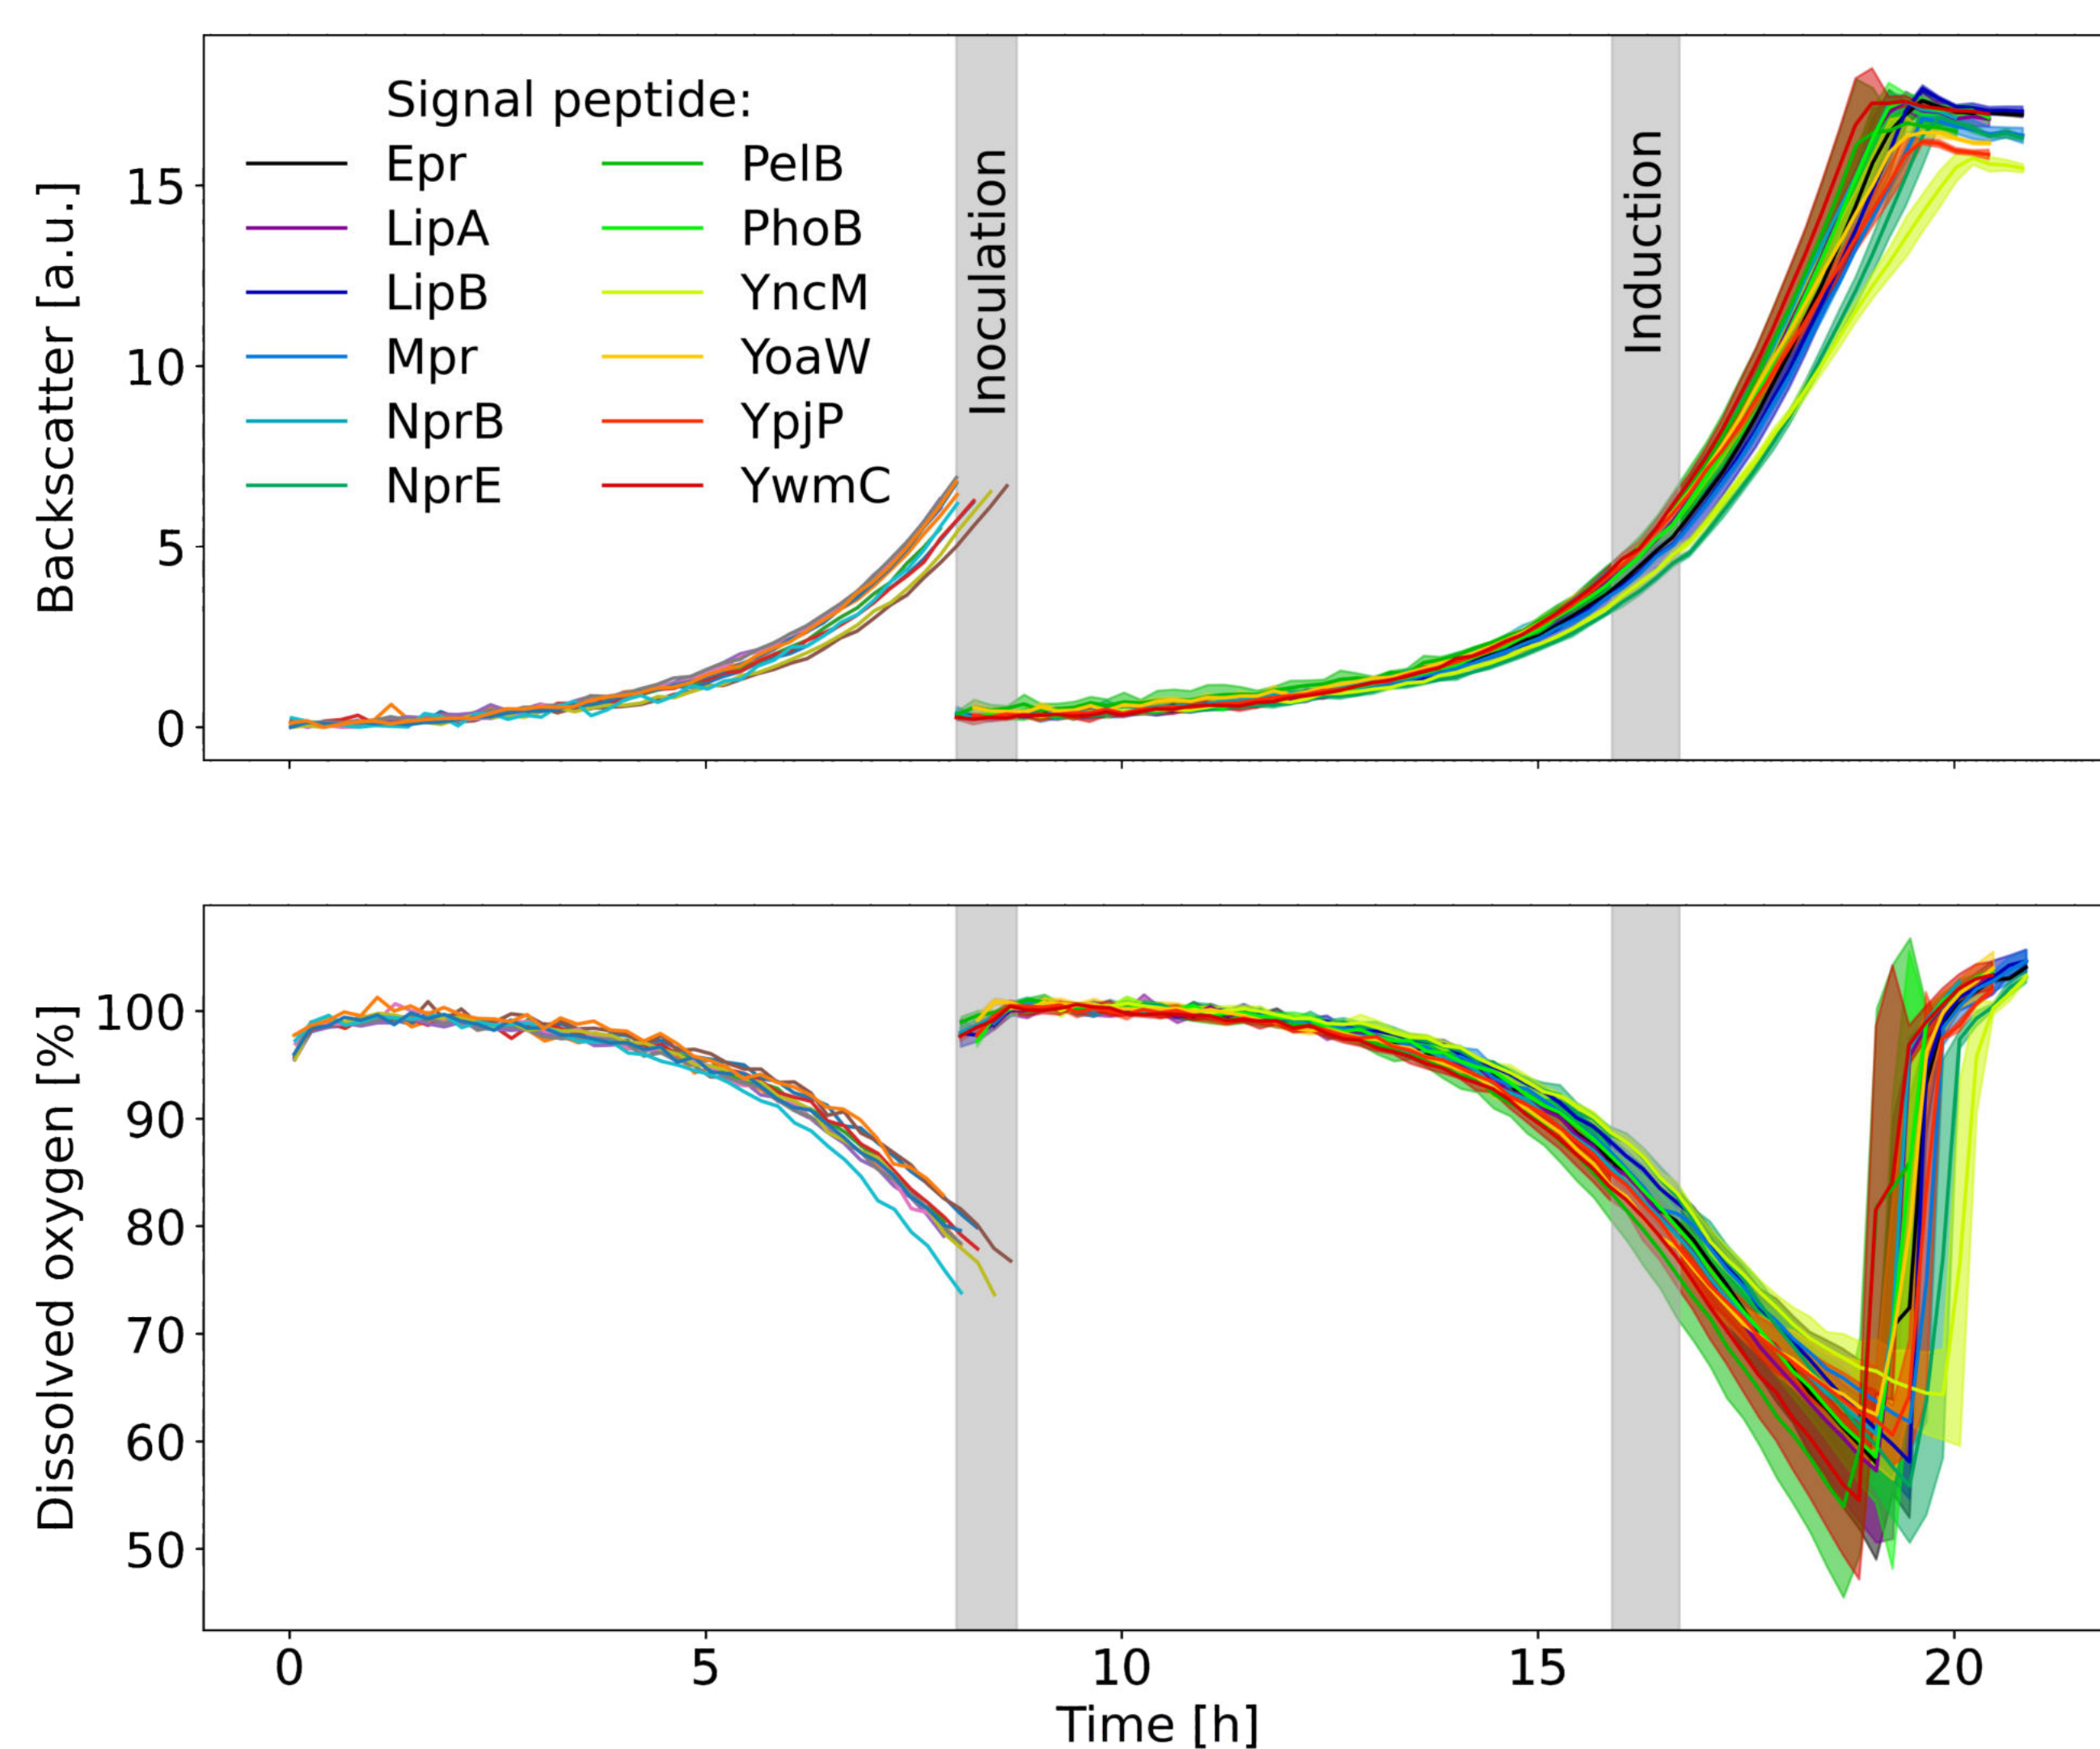 Signal peptide:
Epr
LipA
LipB
Mpr
NprB
NprE
PelB
PhoB
YncM
YoaW
YpjP
YwmC
Inoculation
Induction
Backscatter [a.u.]
15
10
5
0
Dissolved oxygen [%]
100
90
80
70
60
50
0 5 10 15 20
Time [h]